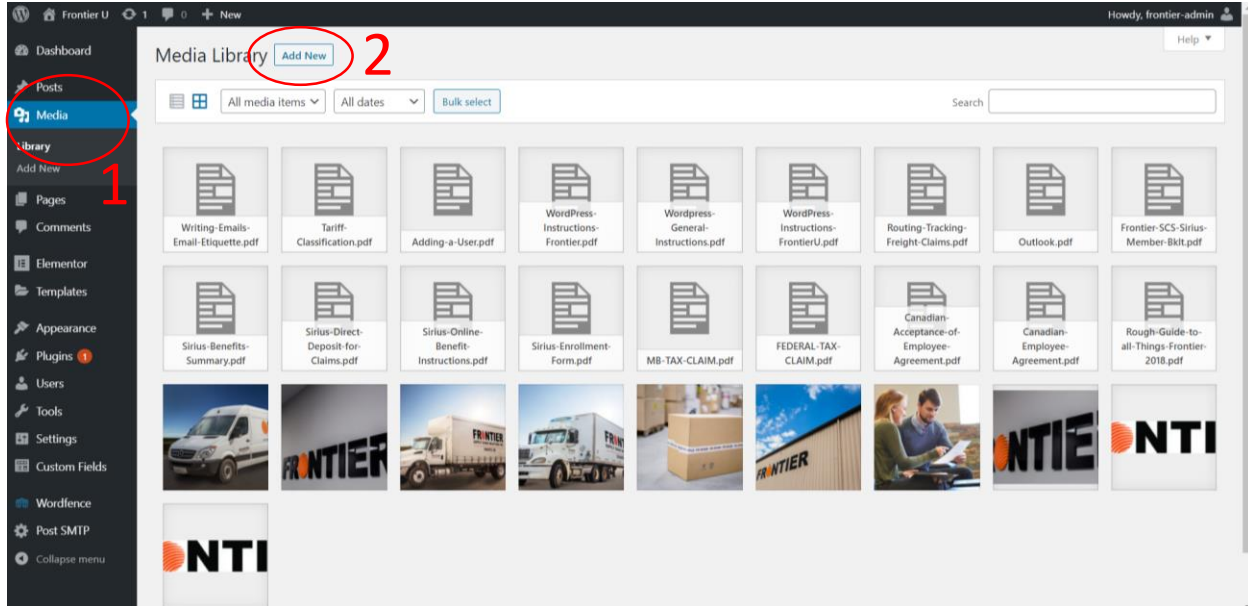 Frontier U 1 0 + New Howdy, frontier-admin
Dashboard
Posts
Media
Library
Add New
Pages
Comments
Elementor
Templates
Appearance
Plugins 1
Users
Tools
Settings
Custom Fields
Wordfence
Post SMTP
Collapse menu
1
Help
Media Library Add New 2
All media items All dates Bulk select Search
Writing-Emails-
Email-Etiquette.pdf
Tariff-
Classification.pdf
Adding-a-User.pdf
WordPress-
Instructions-
Frontier.pdf
Wordpress-
General-
Instructions.pdf
WordPress-
Instructions-
FrontierU.pdf
Routing-Tracking-
Freight-Claims.pdf
Outlook.pdf
Frontier-SCS-Sirius-
Member-Bklt.pdf
Sirius-Benefits-
Summary.pdf
Sirius-Direct-
Deposit-for-
Claims.pdf
Sirius-Online-
Benefit-
Instructions.pdf
Sirius-Enrollment-
Form.pdf
MB-TAX-CLAIM.pdf
FEDERAL-TAX-
CLAIM.pdf
Canadian-
Acceptance-of-
Employee-
Agreement.pdf
Canadian-
Employee-
Agreement.pdf
Rough-Guide-to-
all-Things-Frontier-
2018.pdf
FRONTIER
FRONTIER
FRONT
FRONTIER
ONTIE
NTI
NTI